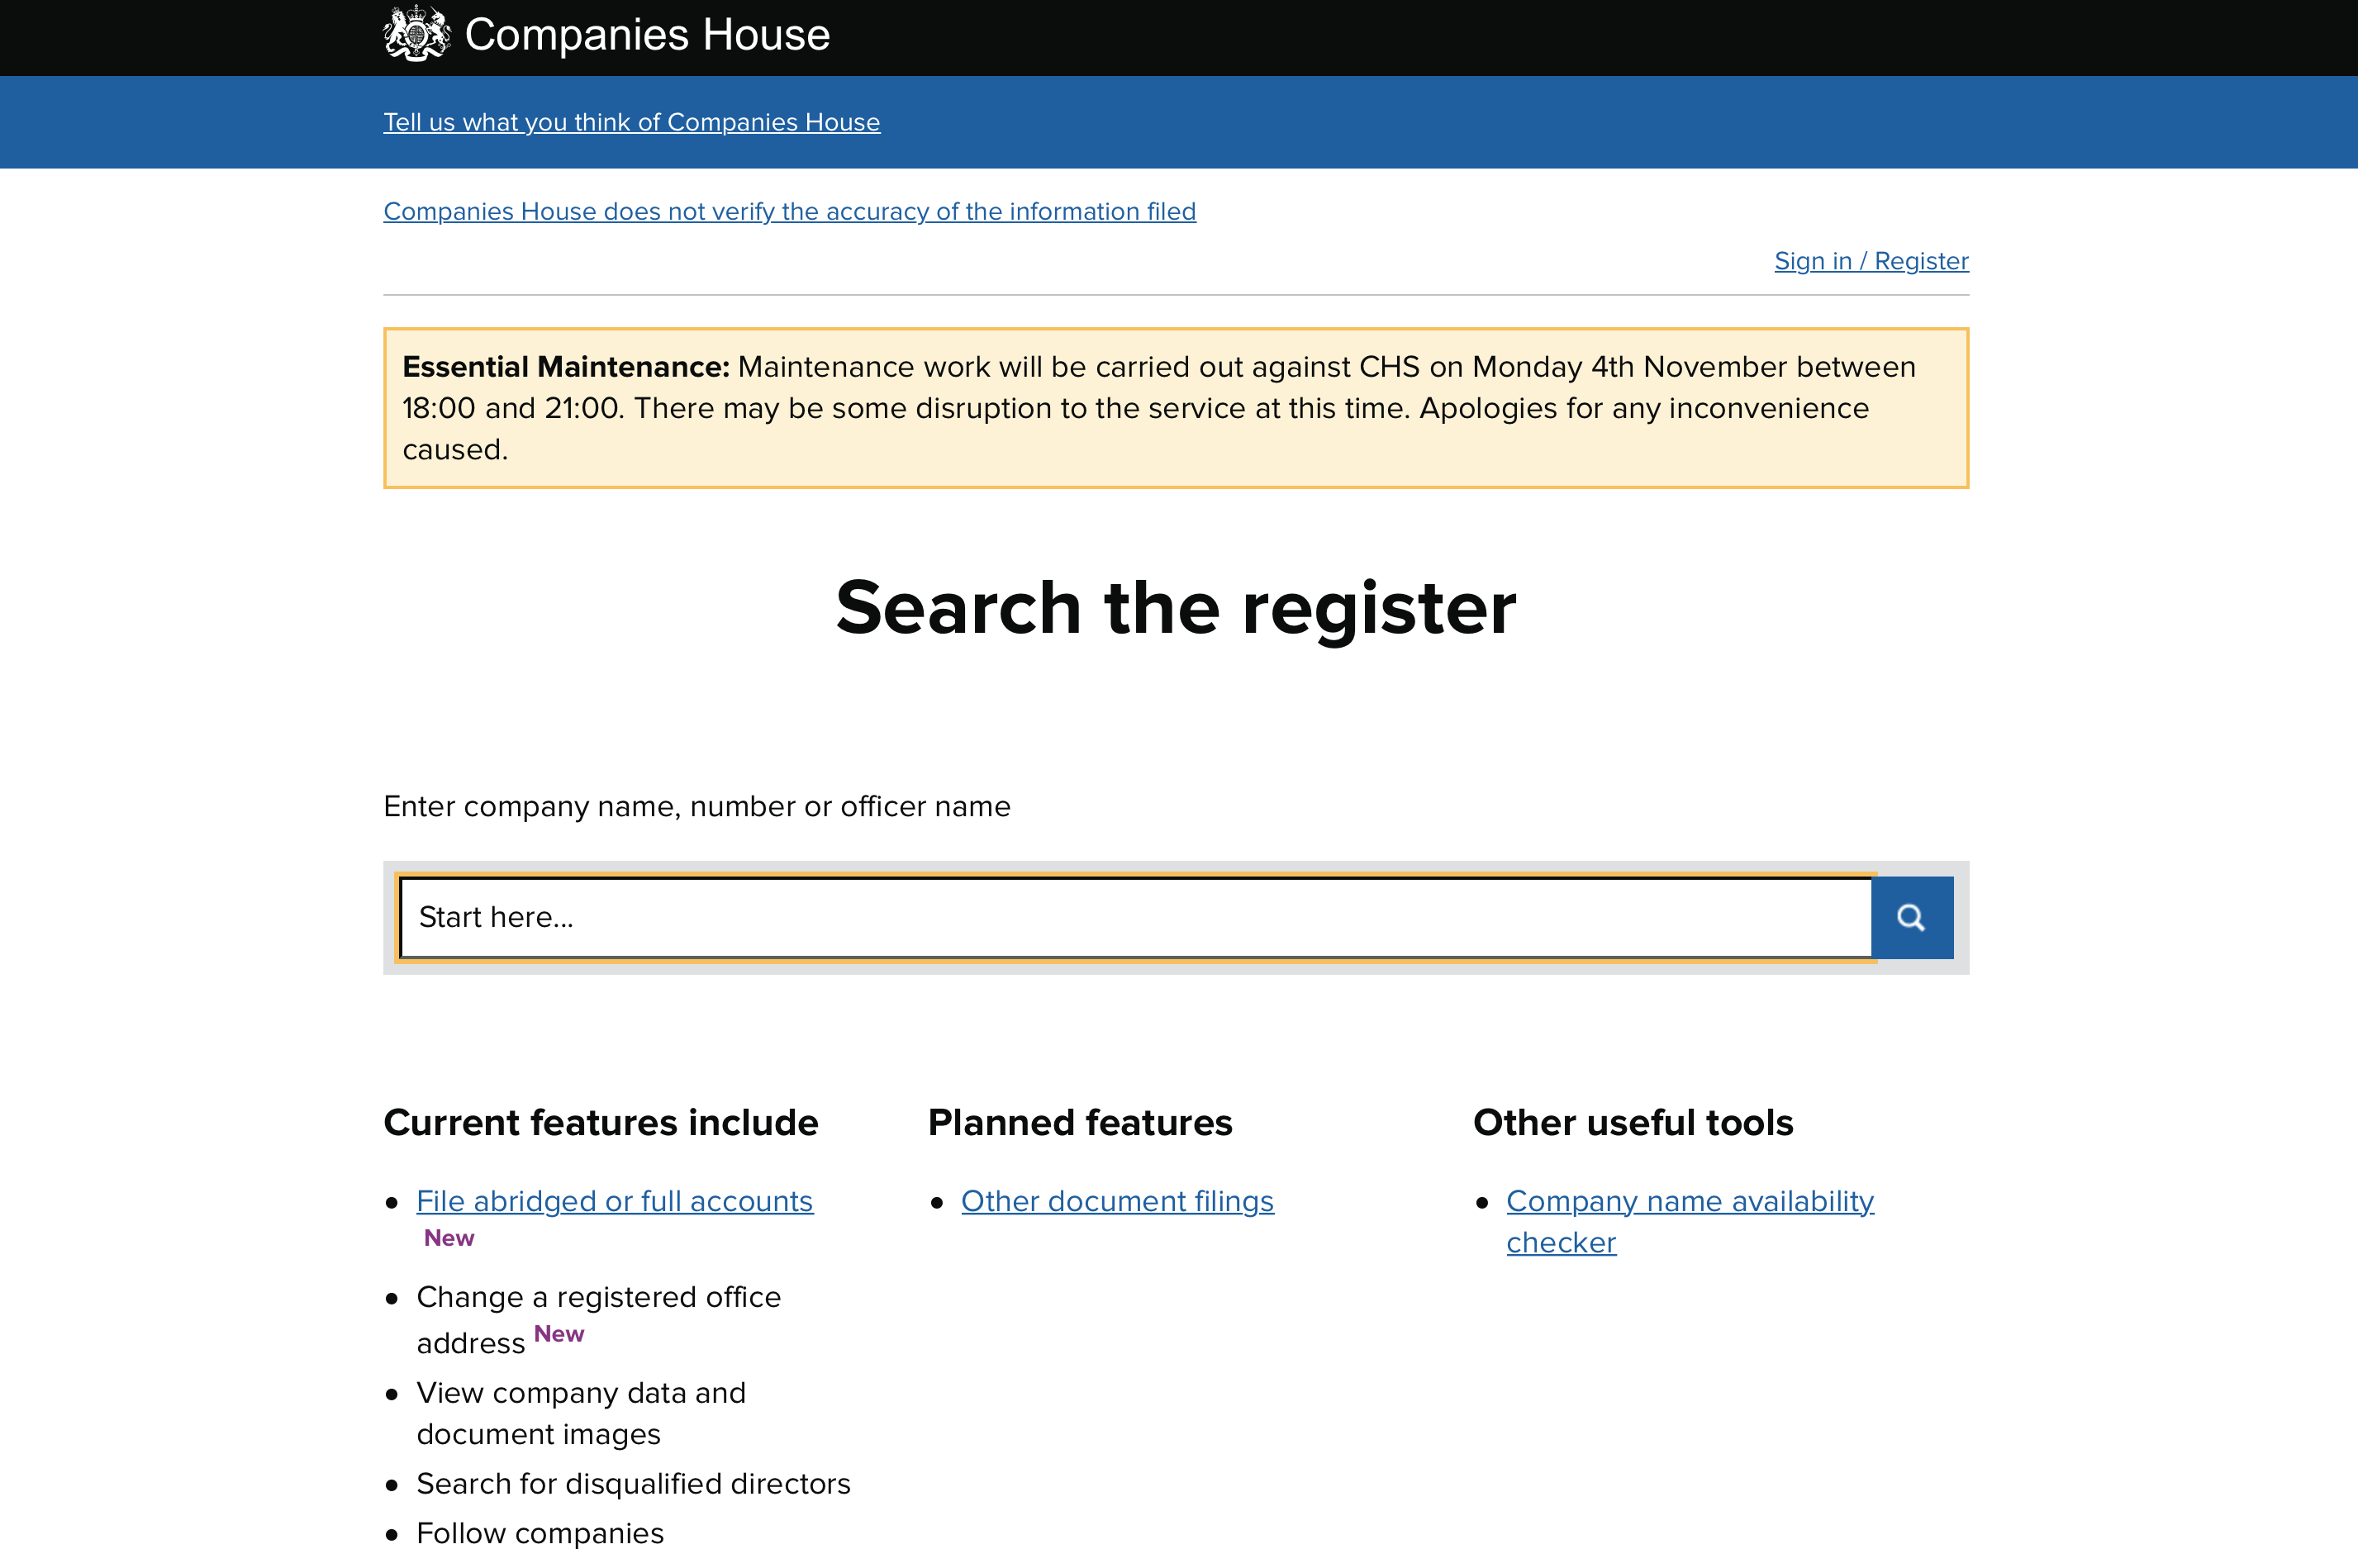 Companies House
Tell us what you think of Companies House
Companies House does not verify the accuracy of the information filed
Sign in / Register
Essential Maintenance: Maintenance work will be carried out against CHS on Monday 4th November between
18:00 and 21:00. There may be some disruption to the service at this time. Apologies for any inconvenience
caused.
Search the register
Enter company name, number or officer name
Start here...
Current features include
File abridged or full accounts
New
Change a registered office
address New
View company data and
document images
Search for disqualified directors
Follow companies
Planned features
Other document filings
Other useful tools
Company name availability
checker